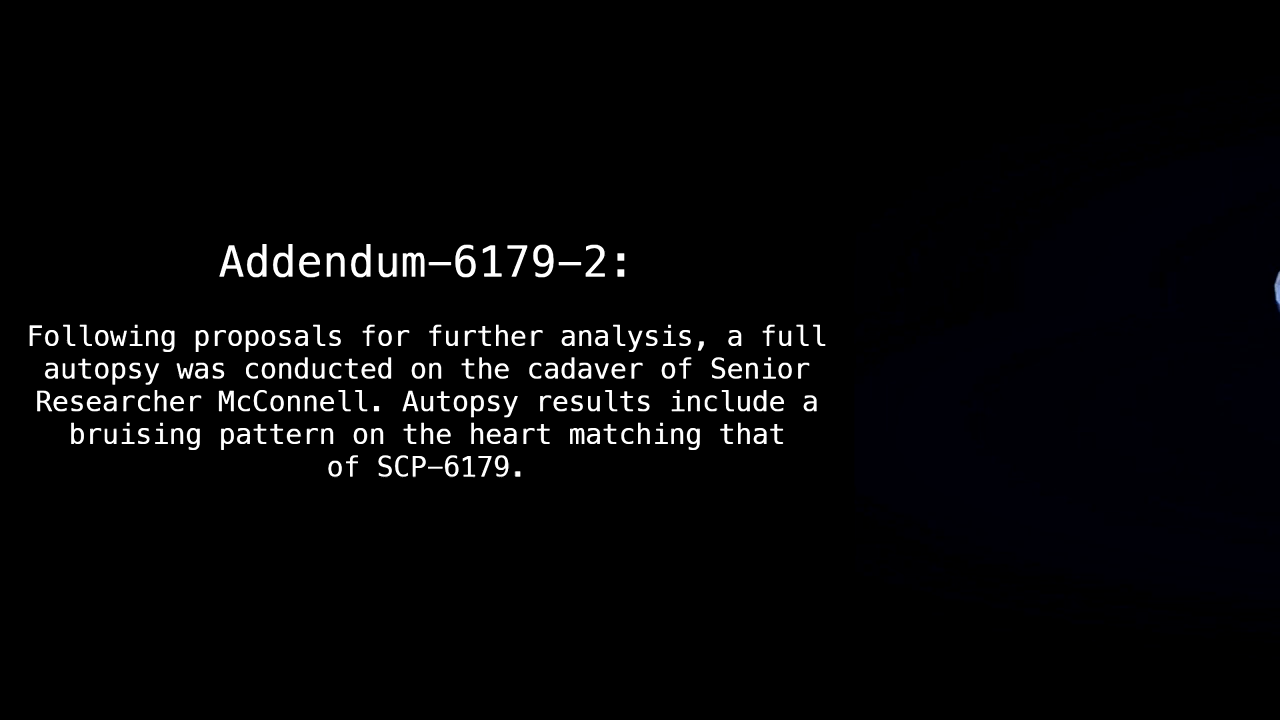 Addendum–6179–2:
Following proposals for further analysis, a full
autopsy was conducted on the cadaver of Senior
Researcher McConnell. Autopsy results include a
bruising pattern on the heart matching that
of SCP–6179.